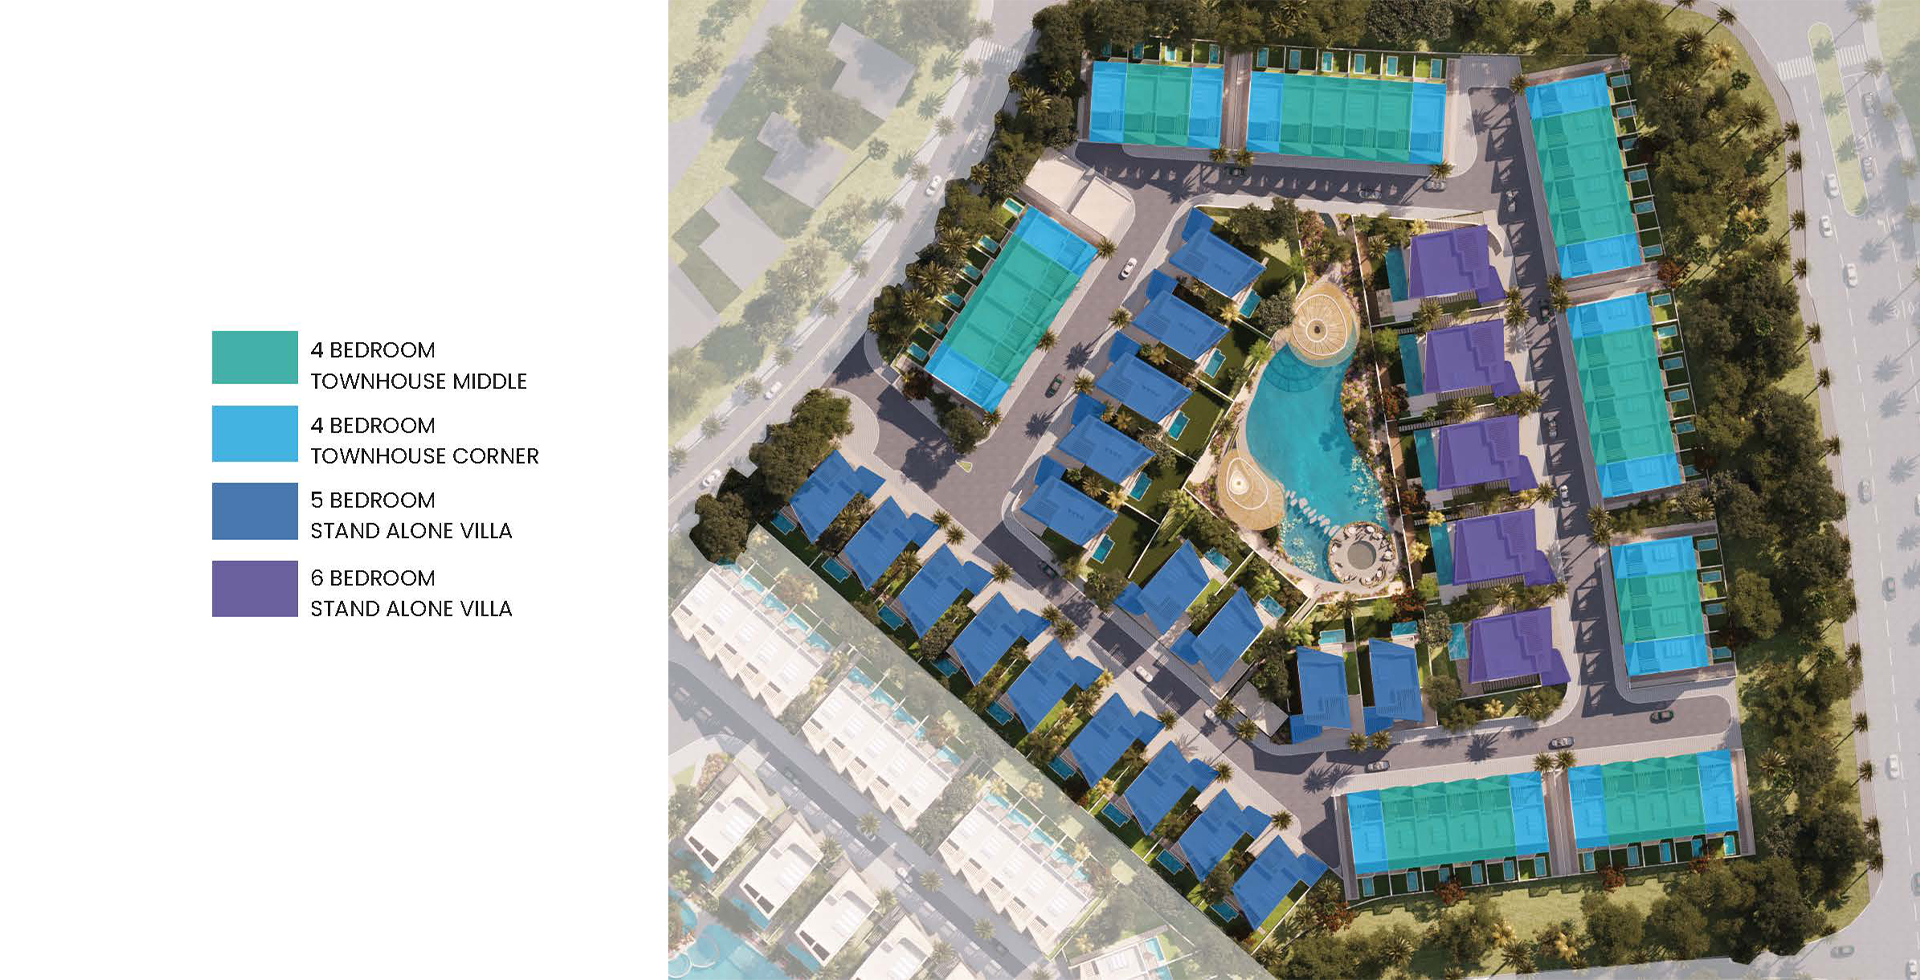 4 BEDROOM
TOWNHOUSE MIDDLE
4 BEDROOM
TOWNHOUSE CORNER
5 BEDROOM
STAND ALONE VILLA
6 BEDROOM
STAND ALONE VILLA